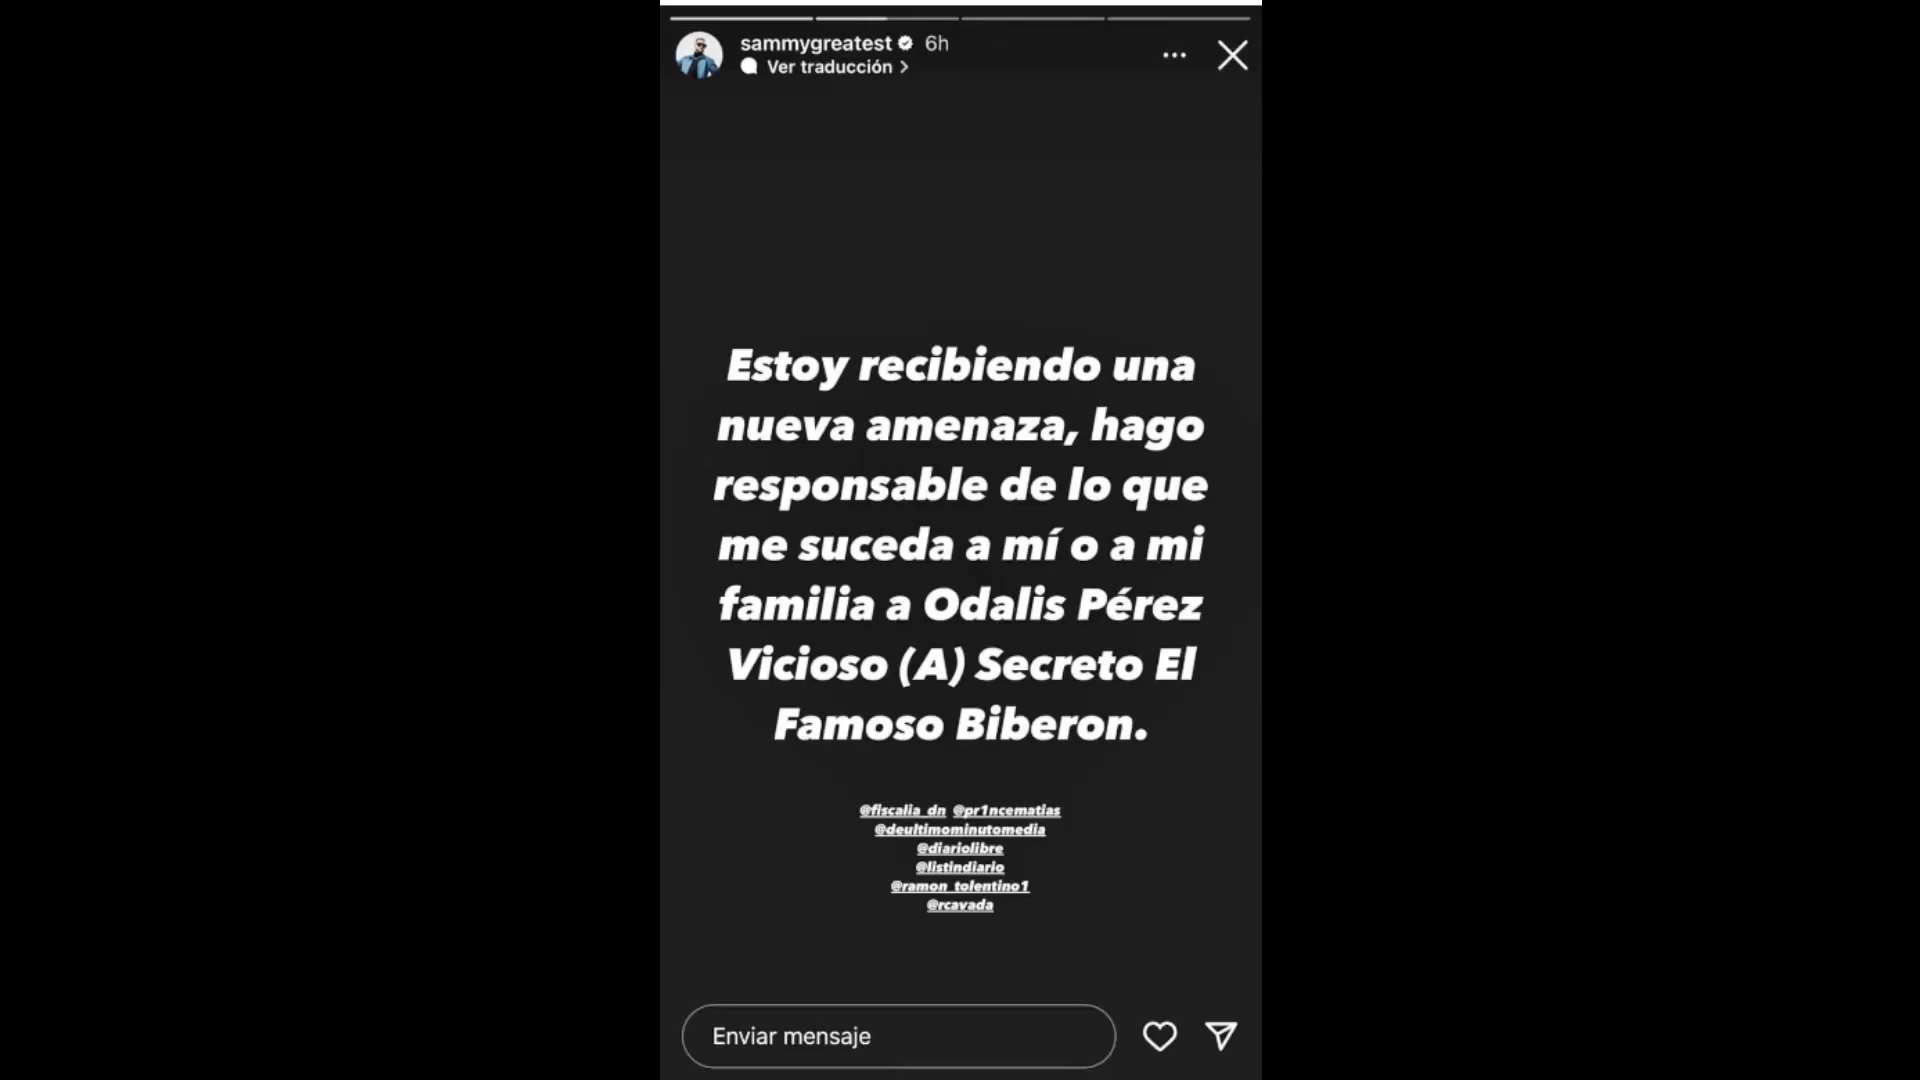 sammygreatest 6h
Ver traducción >
Estoy recibiendo una
nueva amenaza, hago
responsable de lo que
me suceda a mí o a mi
familia a Odalis Pérez
Vicioso (A) Secreto El
Famoso Biberon.
@fiscalia_dn @pr1ncematias
@deultimominutomedia
@diariolibre
@listindiario
@ramon_tolentino1
@rcavada
Enviar mensaje